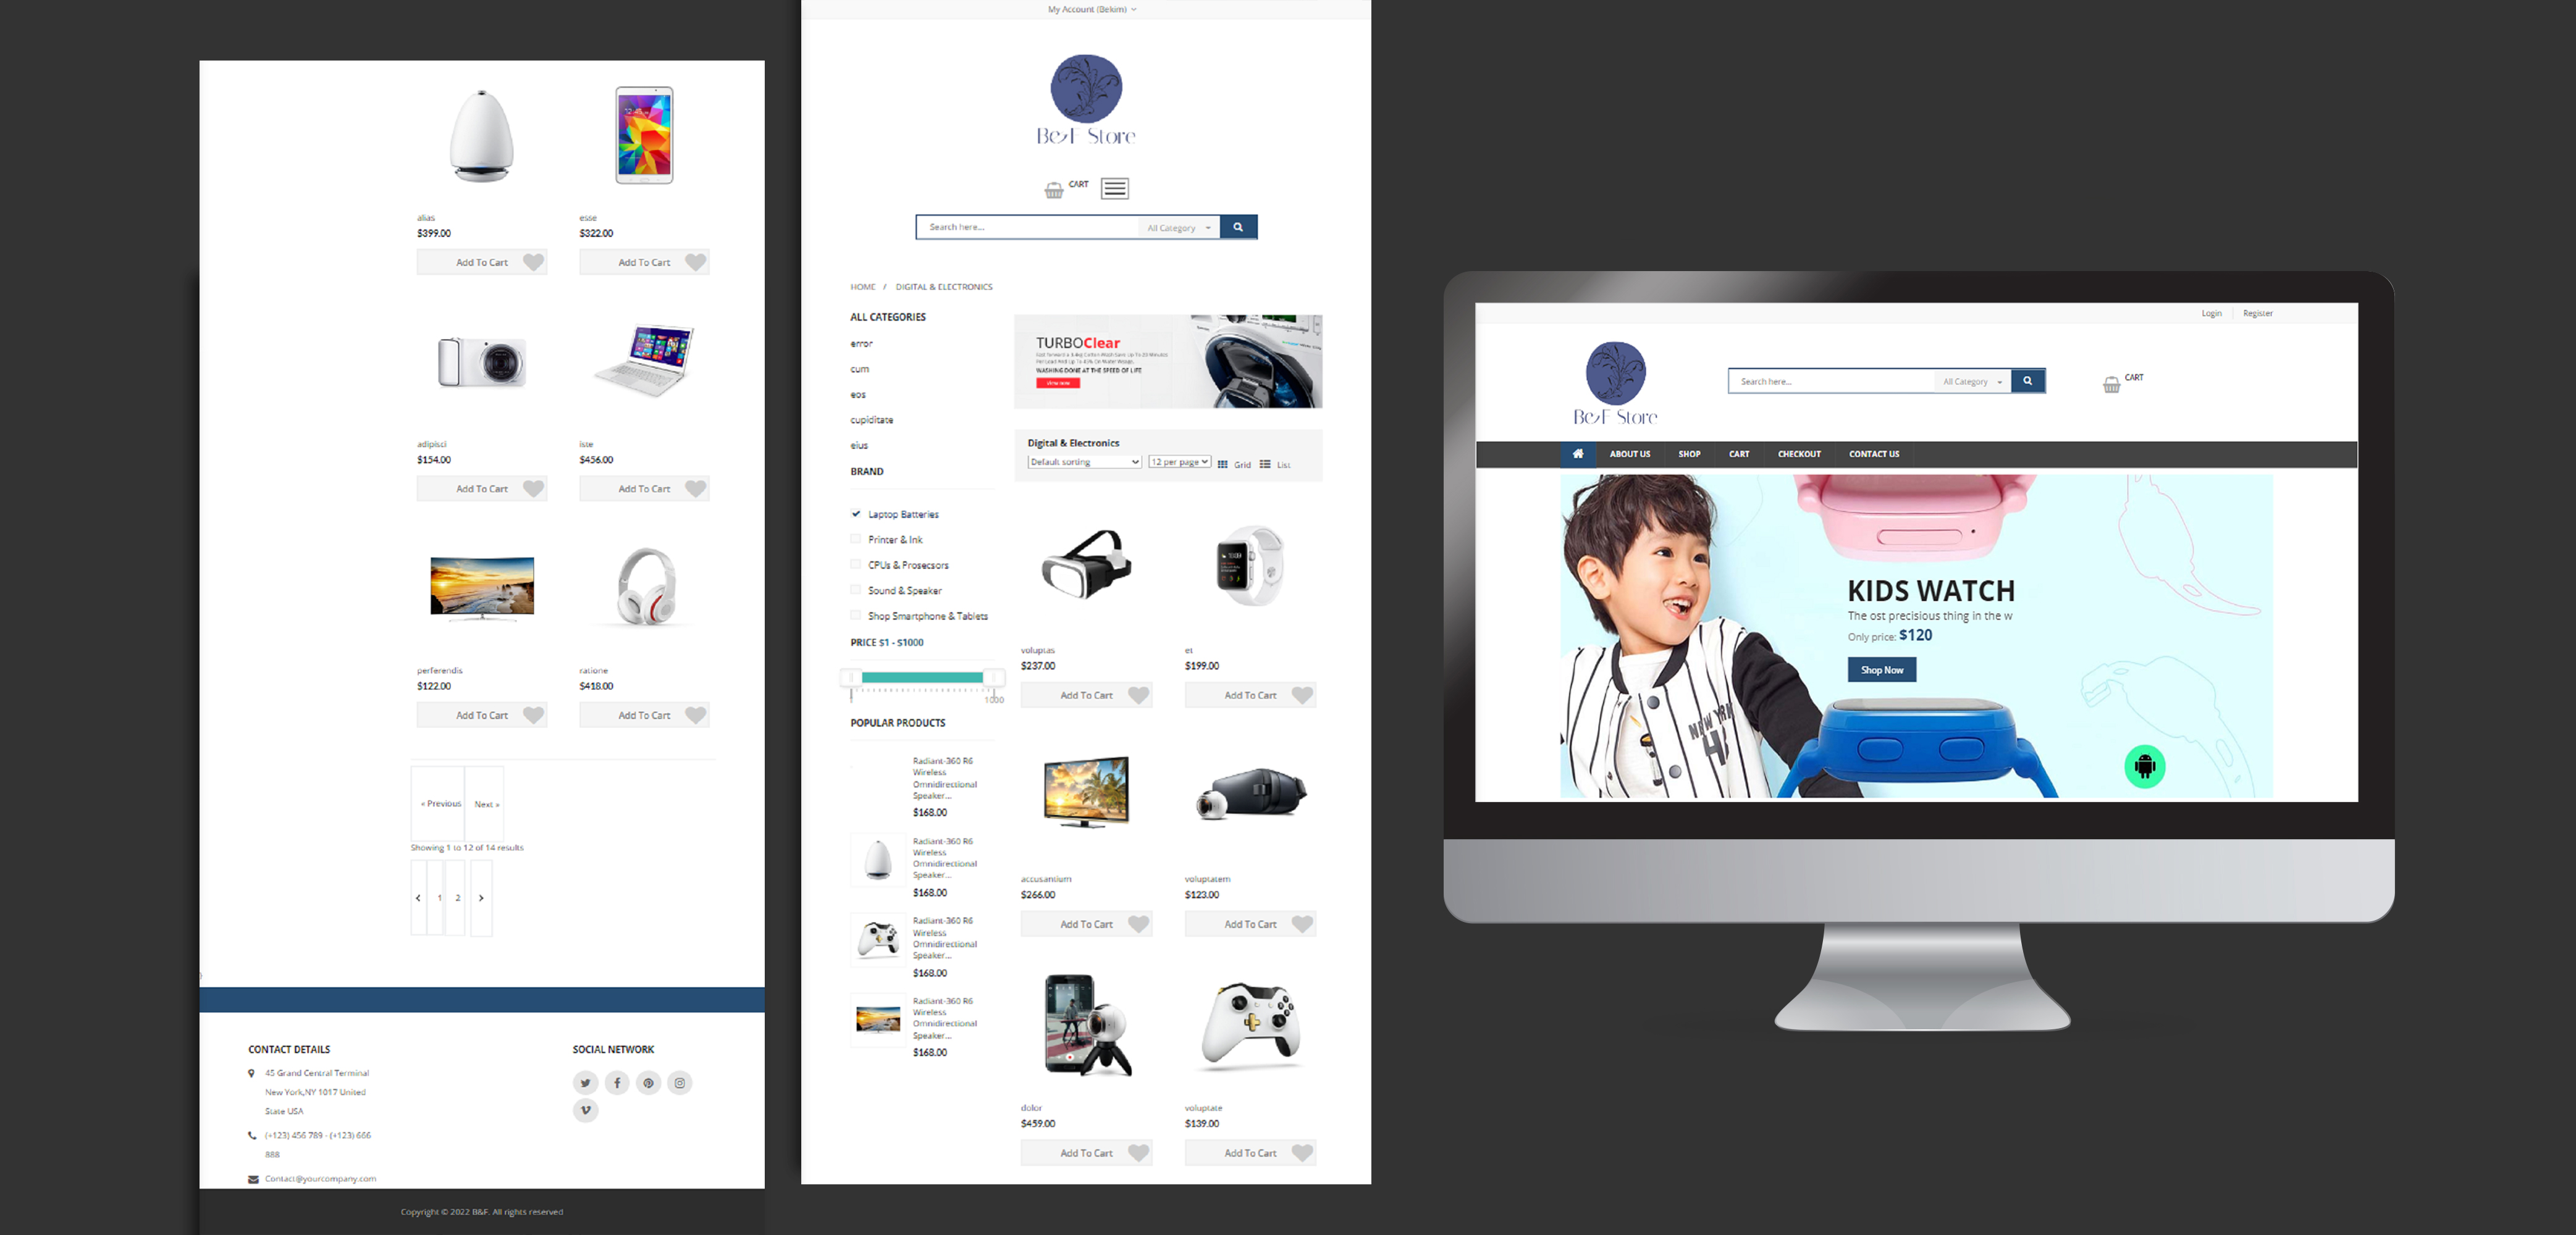 alias
esse
$399.00
$322.00
Add To Cart
Add To Cart
adipisci
iste
$154.00
$456.00
Add To Cart
Add To Cart
perferendis
ratione
$122.00
$418.00
Add To Cart
Add To Cart
« Previous
Next »
Showing 1 to 12 of 14 results
1
2
CONTACT DETAILS
45 Grand Central Terminal
New York,NY 1017 United
State USA
(+123) 456 789 - (+123) 666
888
Contact@yourcompany.com
SOCIAL NETWORK
Copyright © 2022 B&F. All rights reserved
My Account (Bekim)
Be&F Store
CART
Search here...
All Category
HOME / DIGITAL & ELECTRONICS
ALL CATEGORIES
error
cum
eos
cupiditate
eius
BRAND
Laptop Batteries
Printer & Ink
CPUs & Prosecsors
Sound & Speaker
Shop Smartphone & Tablets
PRICE $1 - $1000
1000
POPULAR PRODUCTS
Radiant-360 R6
Wireless
Omnidirectional
Speaker...
$168.00
Radiant-360 R6
Wireless
Omnidirectional
Speaker...
$168.00
Radiant-360 R6
Wireless
Omnidirectional
Speaker...
$168.00
Radiant-360 R6
Wireless
Omnidirectional
Speaker...
$168.00
TURBOClear
WASHING DONE AT THE SPEED OF LIFE
Digital & Electronics
Default sorting
12 per page
Grid
List
voluptas
et
$237.00
$199.00
Add To Cart
Add To Cart
accusantium
voluptatem
$266.00
$123.00
Add To Cart
Add To Cart
dolor
voluptate
$459.00
$139.00
Add To Cart
Add To Cart
Login
Register
Be&F Store
Search here...
All Category
CART
ABOUT US
SHOP
CART
CHECKOUT
CONTACT US
KIDS WATCH
The ost precisious thing in the w
Only price: $120
Shop Now
NEW YRK
4